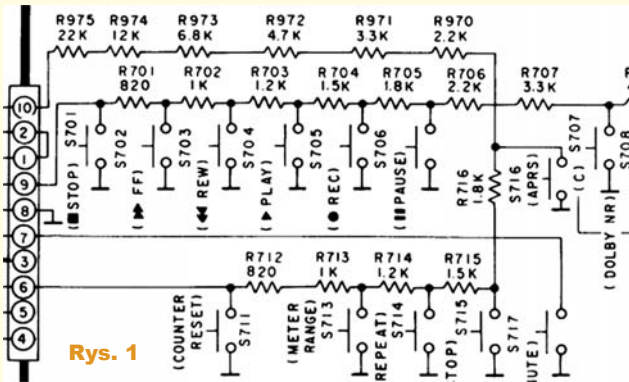 R975 R974 R973 R972 R971 R970
22K 12K 6.8K 4.7K 3.3K 2.2K
R701 R702 R703 R704 R705 R706 R707
820 1K 1.2K 1.5K 1.8K 2.2K 3.3K
10
2
1
9
8
7
3
6
5
4
S701
(■STOP)
S702
(FF)
S703
(REW)
S704
(PLAY)
S705
(●REC)
S706
(PAUSE)
R716
1.8K
S716
(APRS)
S707
(C)
(DOLBY NR)
S708
R712 R713 R714 R715
820 1K 1.2K 1.5K
(COUNTER
RESET)
S711
(METER
RANGE)
S713
REPEAT)
S714
S715
S717
MUTE)
Rys. 1